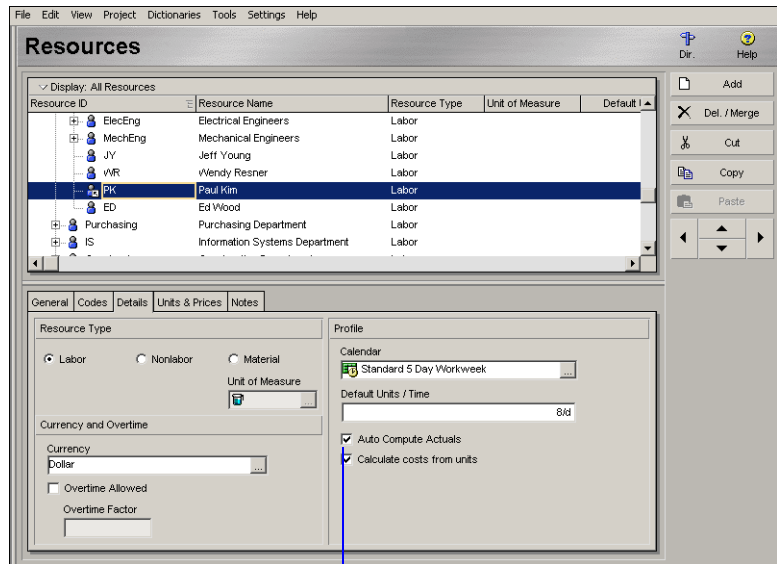 File Edit View Project Dictionaries Tools Settings Help
Resources
Dir. Help
Display: All Resources
Resource ID Resource Name Resource Type Unit of Measure Default
ElecEng Electrical Engineers Labor
MechEng Mechanical Engineers Labor
JY Jeff Young Labor
WR Wendy Resner Labor
PK Paul Kim Labor
ED Ed Wood Labor
Purchasing Purchasing Department Labor
IS Information Systems Department Labor
Add
Del. / Merge
Cut
Copy
Paste
General Codes Details Units & Prices Notes
Resource Type
Labor Nonlabor Material
Unit of Measure
...
Currency and Overtime
Currency
Dollar ...
Overtime Allowed
Overtime Factor
Profile
Calendar
Standard 5 Day Workweek ...
Default Units / Time
8/d
Auto Compute Actuals
Calculate costs from units